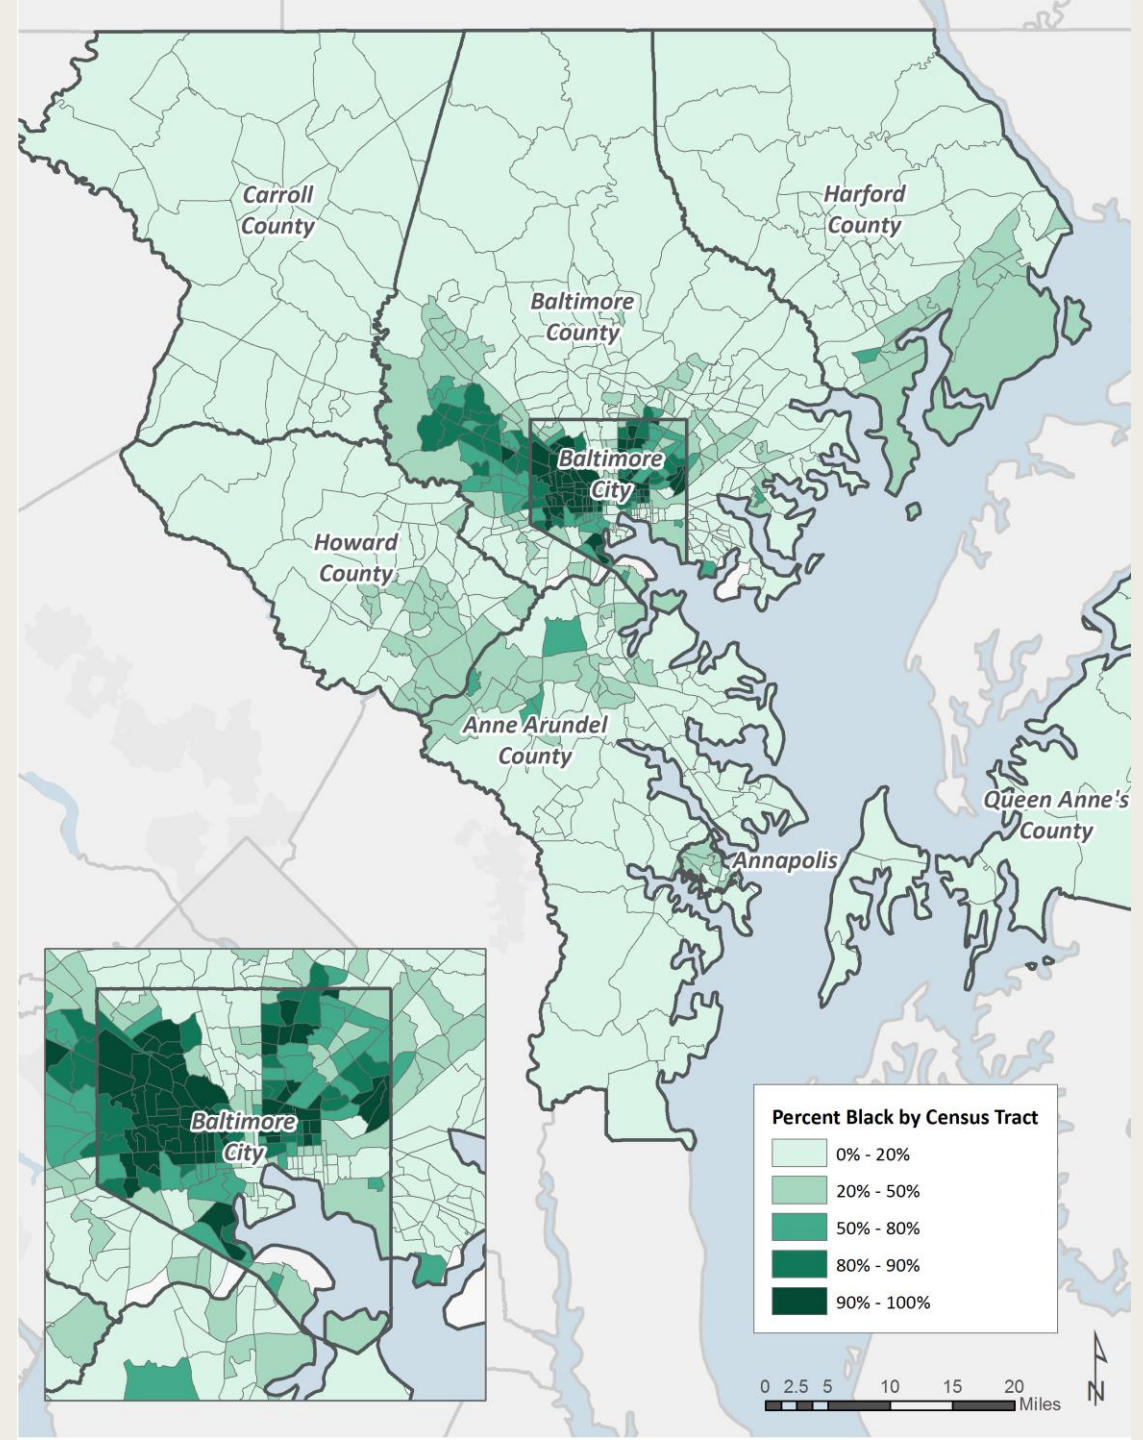 Carroll
County
Harford
County
Baltimore
County
Baltimore
City
Howard
County
Anne Arundel
County
Queen Anne's
County
Annapolis
Baltimore
City
Percent Black by Census Tract
0% - 20%
20% - 50%
50% - 80%
80% - 90%
90% - 100%
0 2.5 5 10 15 20
Miles
N